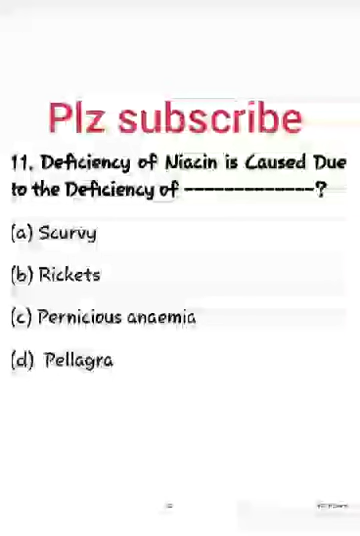 Plz subscribe
11. Deficiency of Niacin is Caused Due
to the Deficiency of -------------?
(a) Scurvy
(b) Rickets
(c) Pernicious anaemia
(d) Pellagra